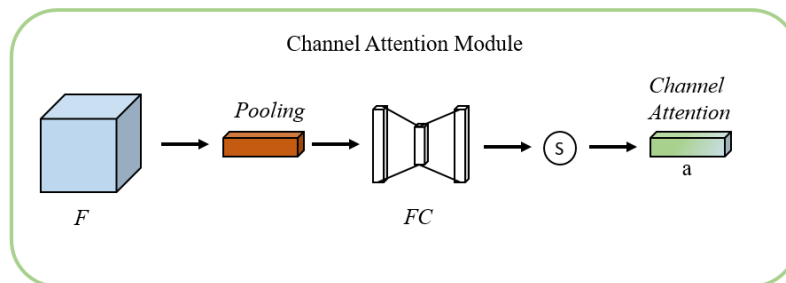 Channel Attention Module
Pooling
Channel
Attention
S
F
FC
a